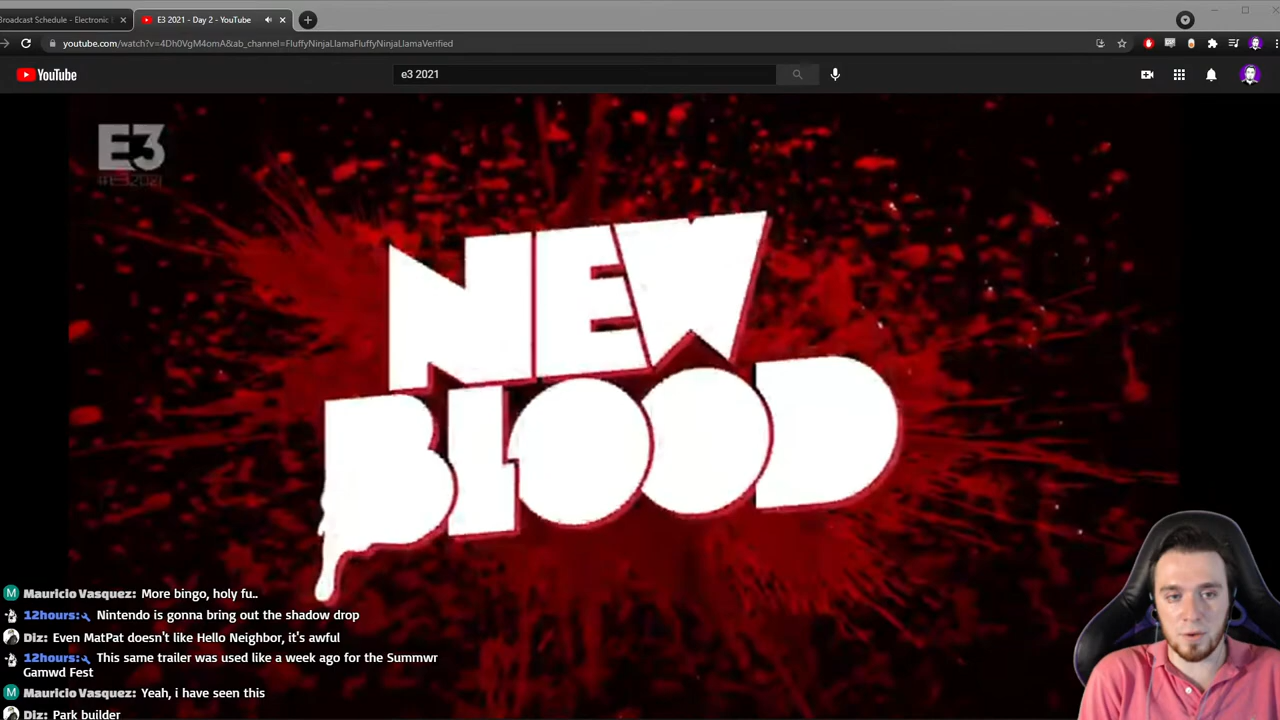 Broadcast Schedule - Electronic
E3 2021 - Day 2 - YouTube
youtube.com/watch?v=4Dh0VgM4omA&ab_channel=FluffyNinjaLlamaFluffyNinjaLlamaVerified
YouTube
e3 2021
E3
#E32021
NEW
BLOOD
Mauricio Vasquez: More bingo, holy fu..
12hours: Nintendo is gonna bring out the shadow drop
Diz: Even MatPat doesn't like Hello Neighbor, it's awful
12hours: This same trailer was used like a week ago for the Summwr
Gamwd Fest
Mauricio Vasquez: Yeah, i have seen this
Diz: Park builder